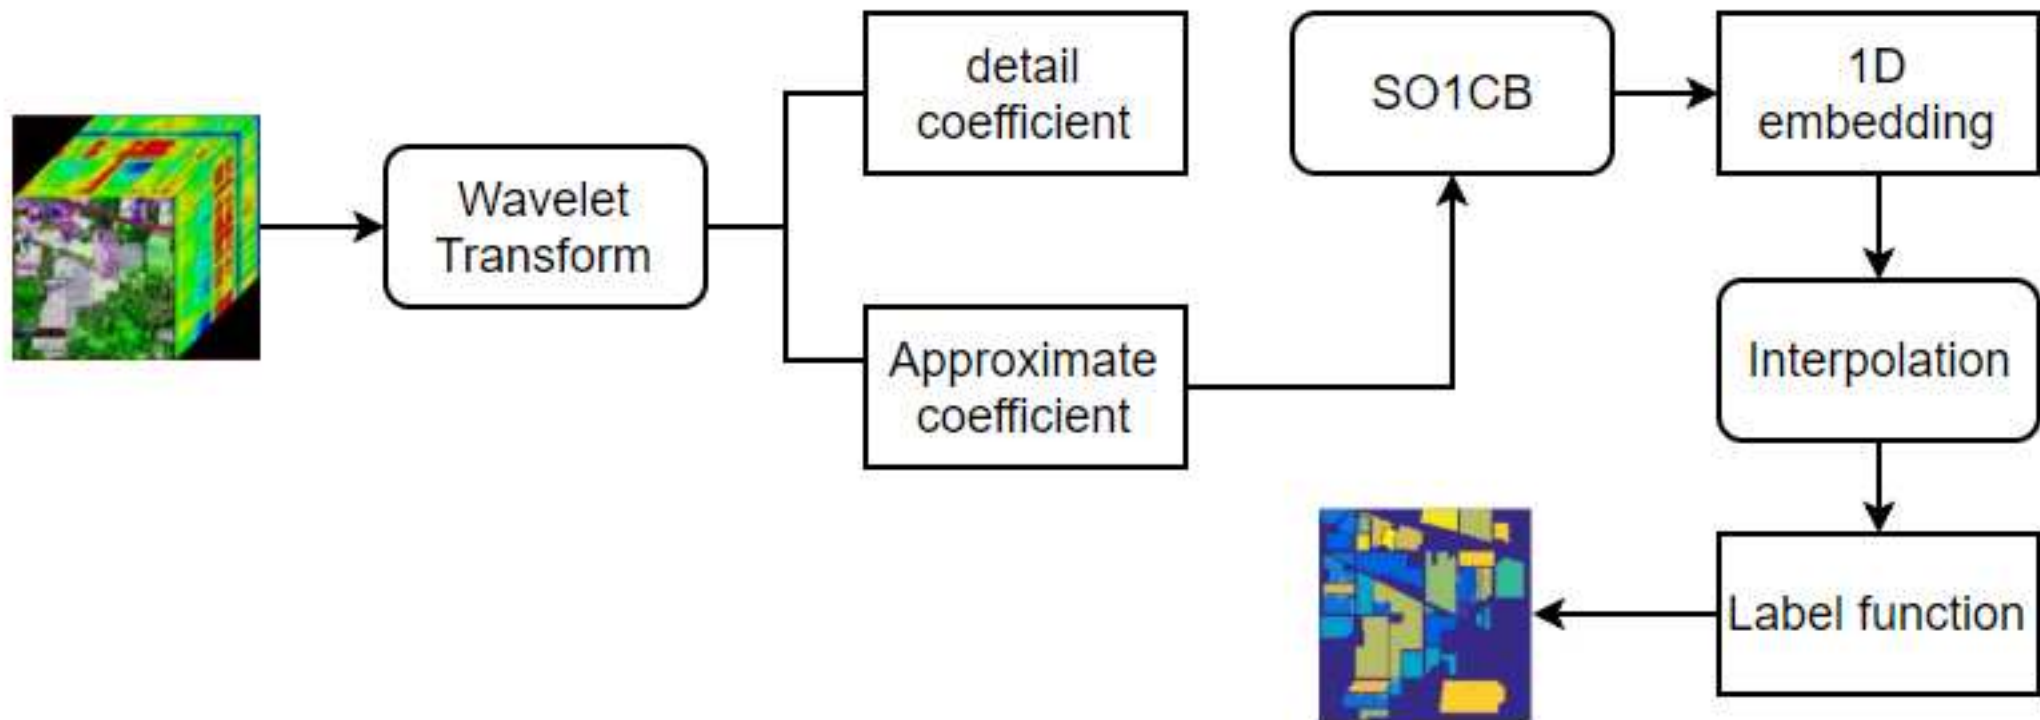 Wavelet
Transform
detail
coefficient
Approximate
coefficient
SO1CB
1D
embedding
Interpolation
Label function